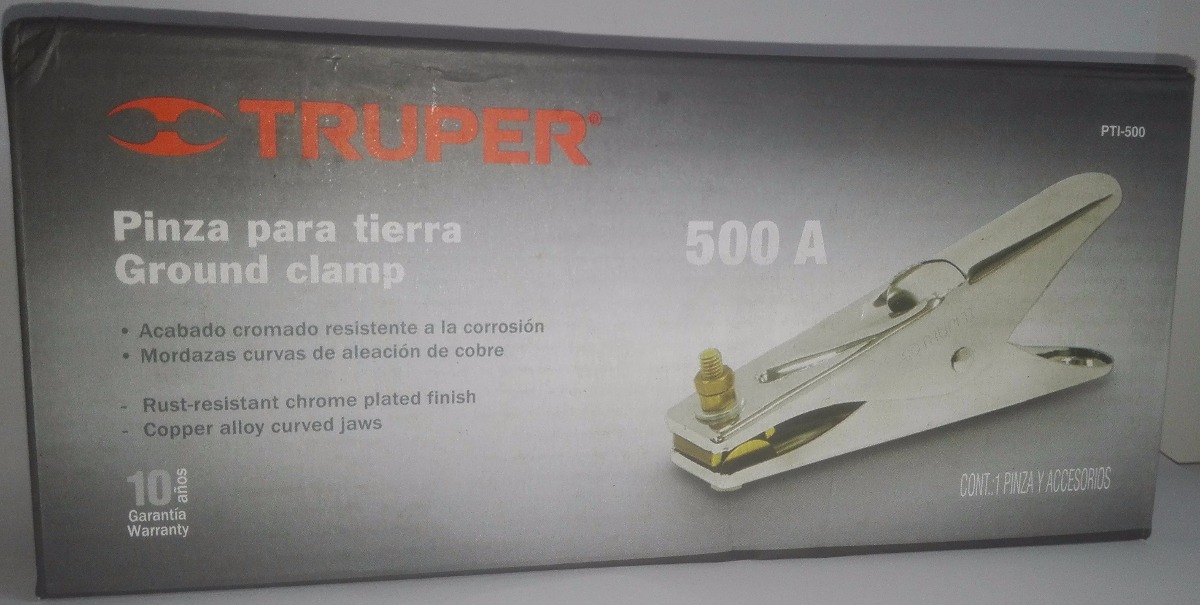 TRUPER®
PTI-500
Pinza para tierra
Ground clamp
500 A
• Acabado cromado resistente a la corrosión
• Mordazas curvas de aleación de cobre
- Rust-resistant chrome plated finish
- Copper alloy curved jaws
10 años
Garantía
Warranty
CONT.:1 PINZA Y ACCESORIOS